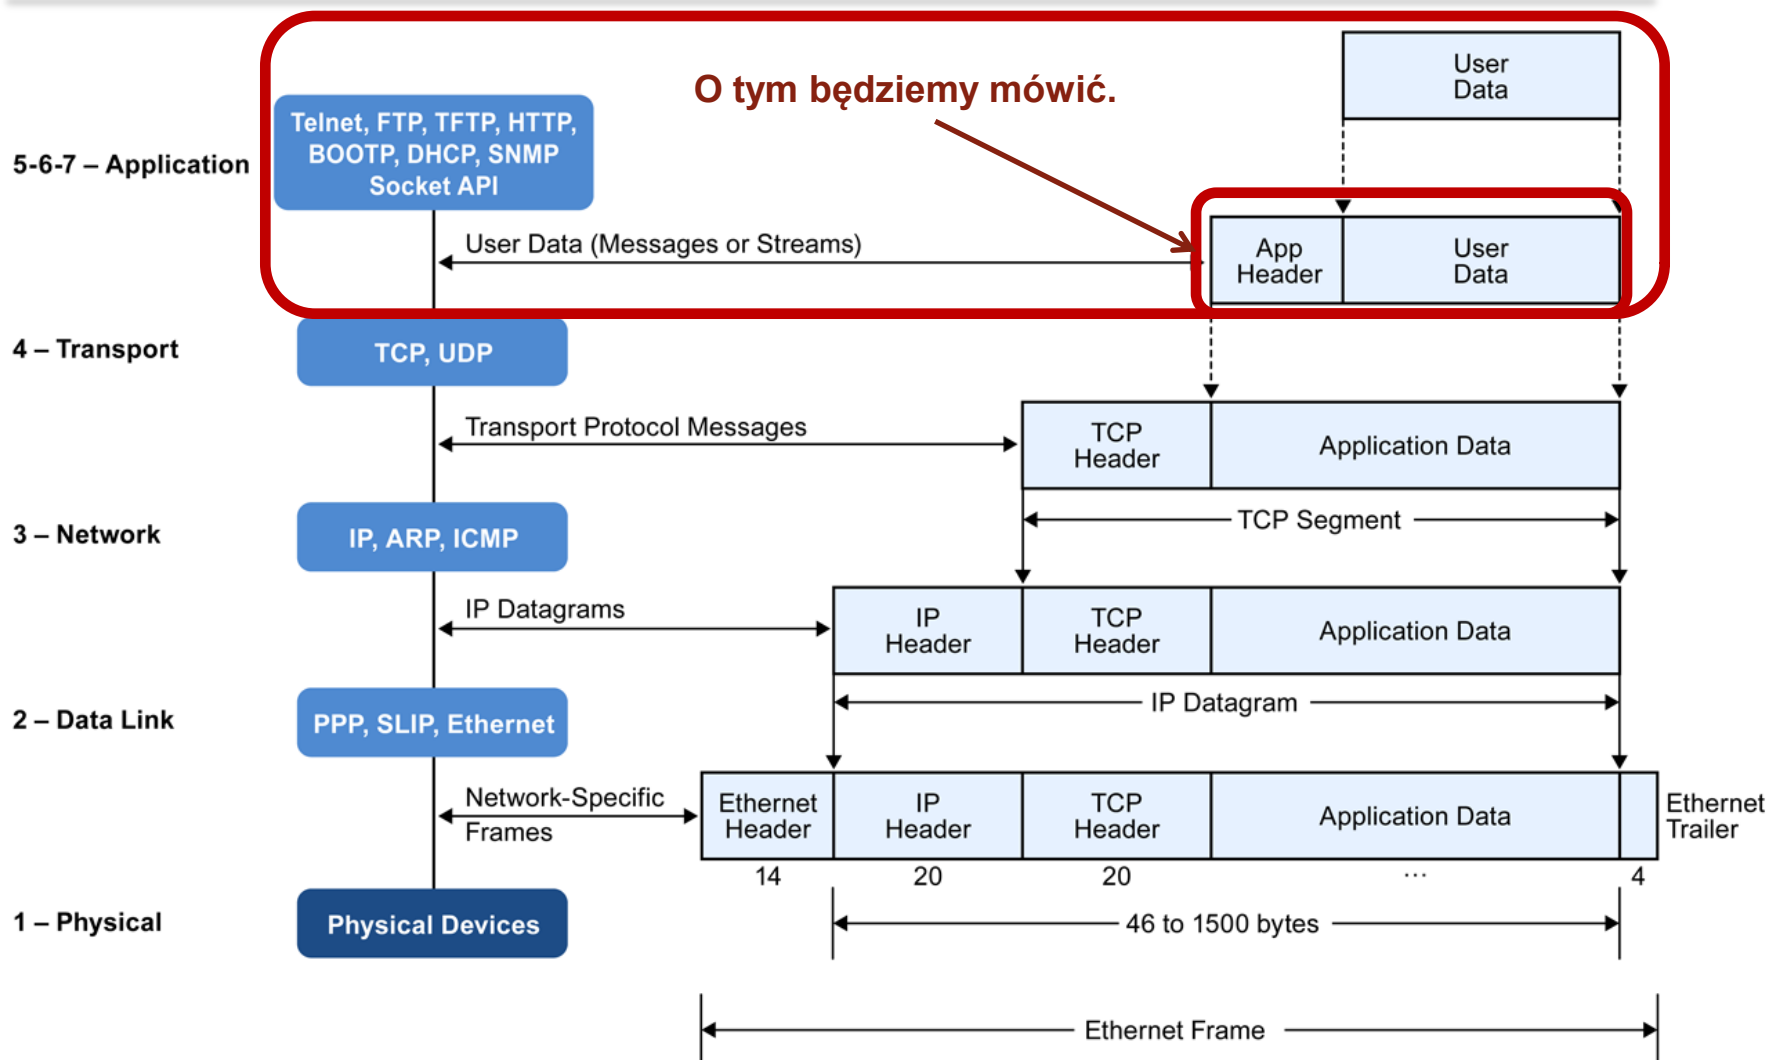 User
Data
O tym będziemy mówić.
Telnet, FTP, TFTP, HTTP,
BOOTP, DHCP, SNMP
Socket API
5-6-7 – Application
User Data (Messages or Streams)
App
Header
User
Data
4 – Transport
TCP, UDP
Transport Protocol Messages
TCP
Header
Application Data
TCP Segment
3 – Network
IP, ARP, ICMP
IP Datagrams
IP
Header
TCP
Header
Application Data
IP Datagram
2 – Data Link
PPP, SLIP, Ethernet
Network-Specific
Frames
Ethernet
Header
IP
Header
TCP
Header
Application Data
Ethernet
Trailer
14
20
20
...
4
1 – Physical
Physical Devices
46 to 1500 bytes
Ethernet Frame